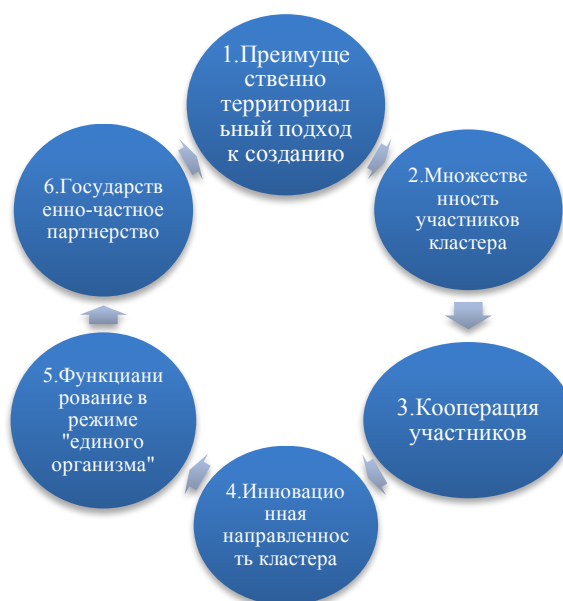 1.Преимуще
ственно
территориал
ьный подход
к созданию
2.Множестве
нность
участников
кластера
3.Кооперация
участников
4.Инновацио
нная
направленнос
ть кластера
5.Функциани
рование в
режиме
"единого
организма"
6.Государств
енно-частное
партнерство